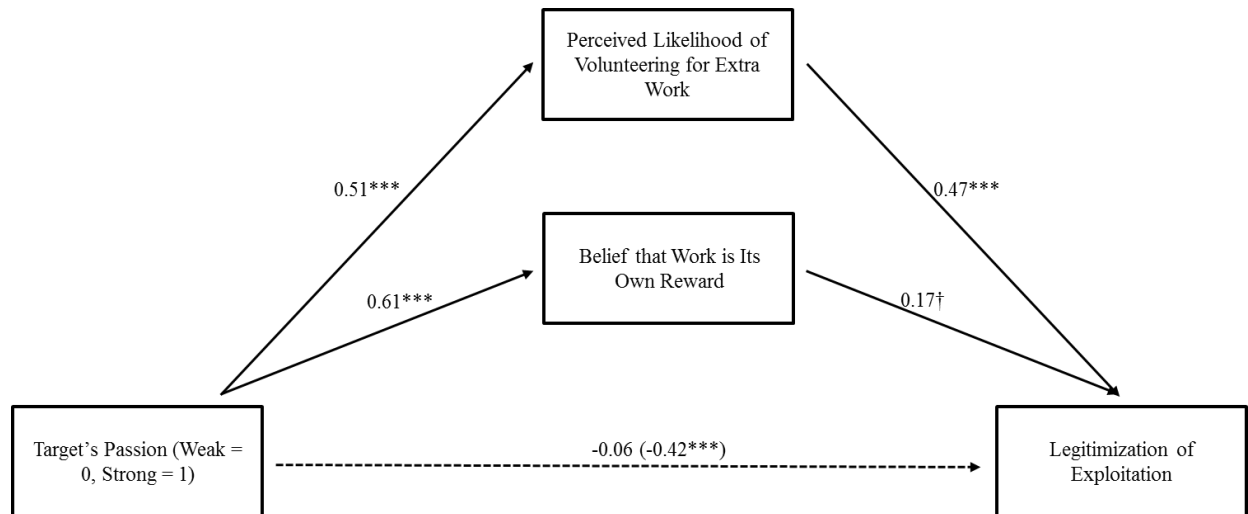 Perceived Likelihood of
Volunteering for Extra
Work
0.51***
0.47***
Belief that Work is Its
Own Reward
0.61***
0.17†
Target’s Passion (Weak =
0, Strong = 1)
-0.06 (-0.42***)
Legitimization of
Exploitation